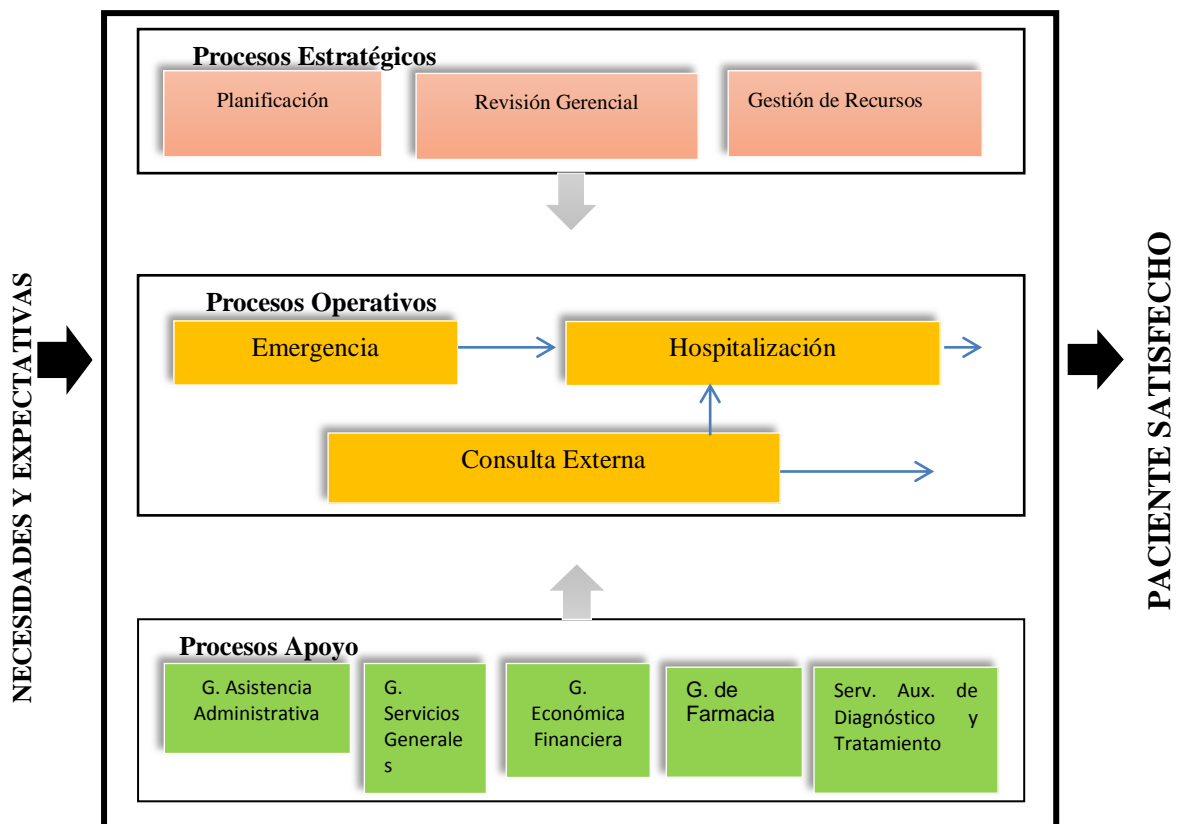 NECESIDADES Y EXPECTATIVAS
Procesos Estratégicos
Planificación
Revisión Gerencial
Gestión de Recursos
Procesos Operativos
Emergencia
Hospitalización
Consulta Externa
Procesos Apoyo
G. Asistencia
Administrativa
G.
Servicios
Generale
s
G.
Económica
Financiera
G. de
Farmacia
Serv. Aux. de
Diagnóstico y
Tratamiento
PACIENTE SATISFECHO